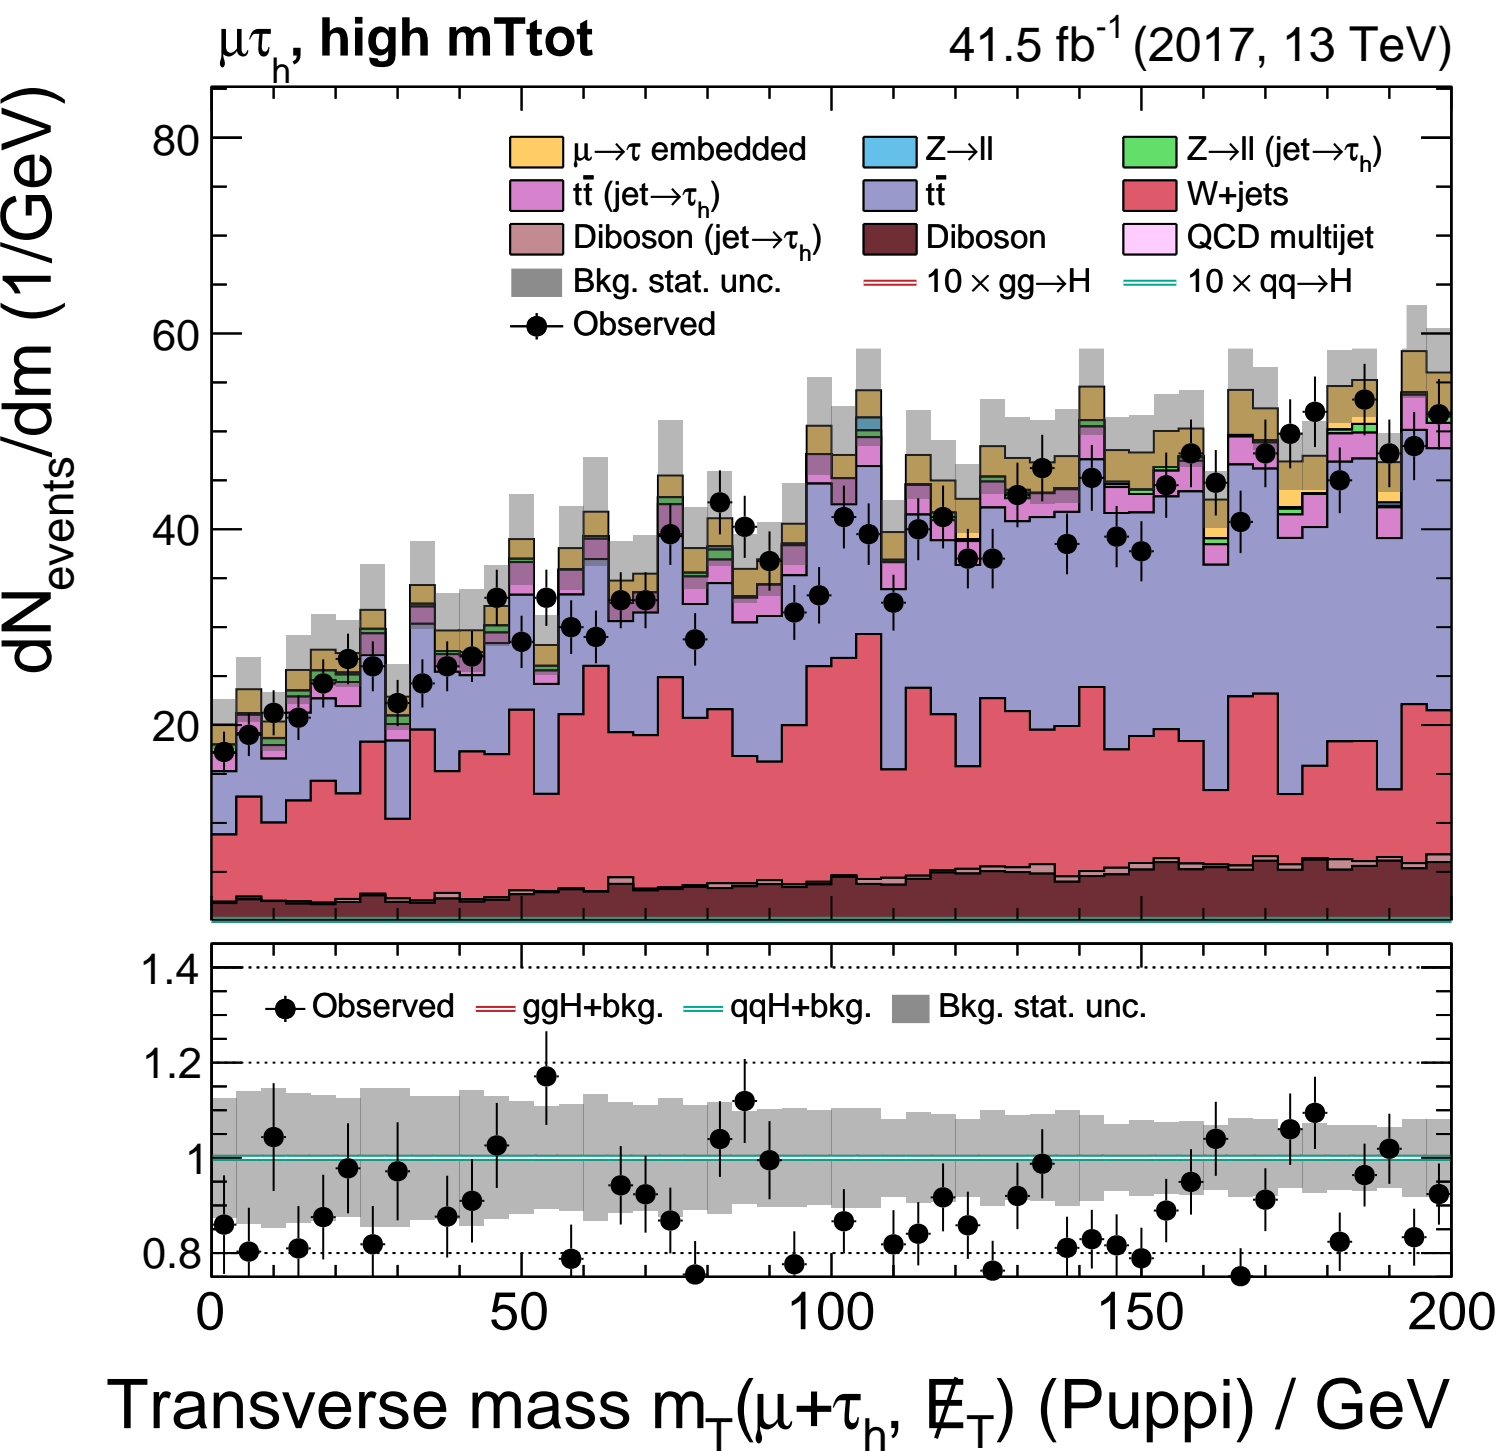 μτh, high mTtot 41.5 fb-1 (2017, 13 TeV)
dNevents/dm (1/GeV)
80
60
40
20
μ→τ embedded Z→ll Z→ll (jet→τh)
tt̄ (jet→τh) tt̄ W+jets
Diboson (jet→τh) Diboson QCD multijet
Bkg. stat. unc. 10 × gg→H 10 × qq→H
Observed
1.4
1.2
1
0.8
Observed ggH+bkg. qqH+bkg. Bkg. stat. unc.
0 50 100 150 200
Transverse mass mT(μ+τh, E̸T) (Puppi) / GeV